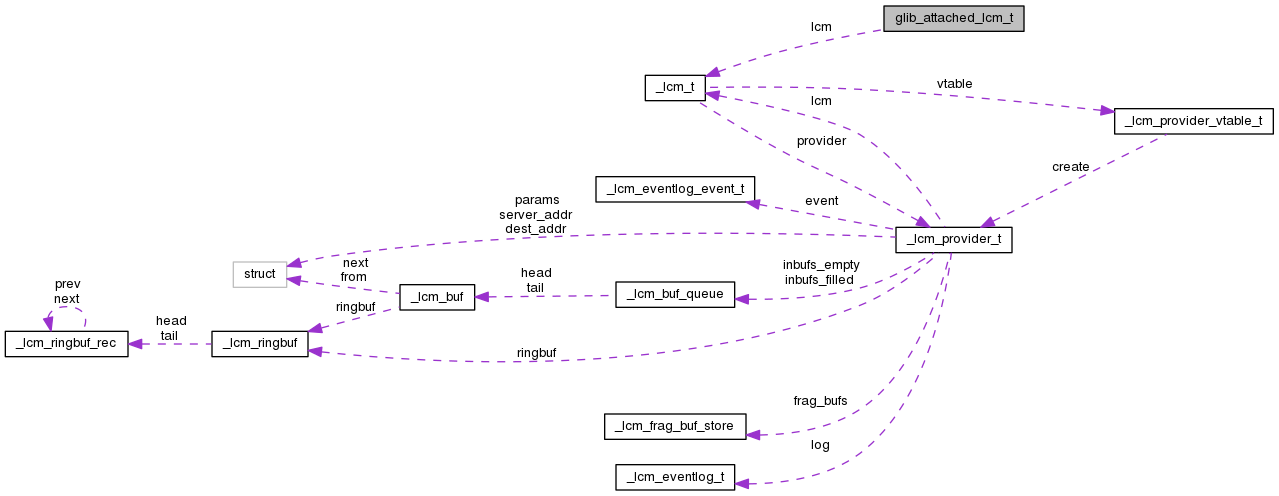 glib_attached_lcm_t
lcm
_lcm_t
vtable
lcm
_lcm_provider_vtable_t
provider
create
_lcm_eventlog_event_t
event
params
server_addr
dest_addr
_lcm_provider_t
struct
next
from
head
tail
inbufs_empty
inbufs_filled
prev
next
_lcm_buf
_lcm_buf_queue
ringbuf
head
tail
_lcm_ringbuf_rec
_lcm_ringbuf
ringbuf
frag_bufs
_lcm_frag_buf_store
log
_lcm_eventlog_t